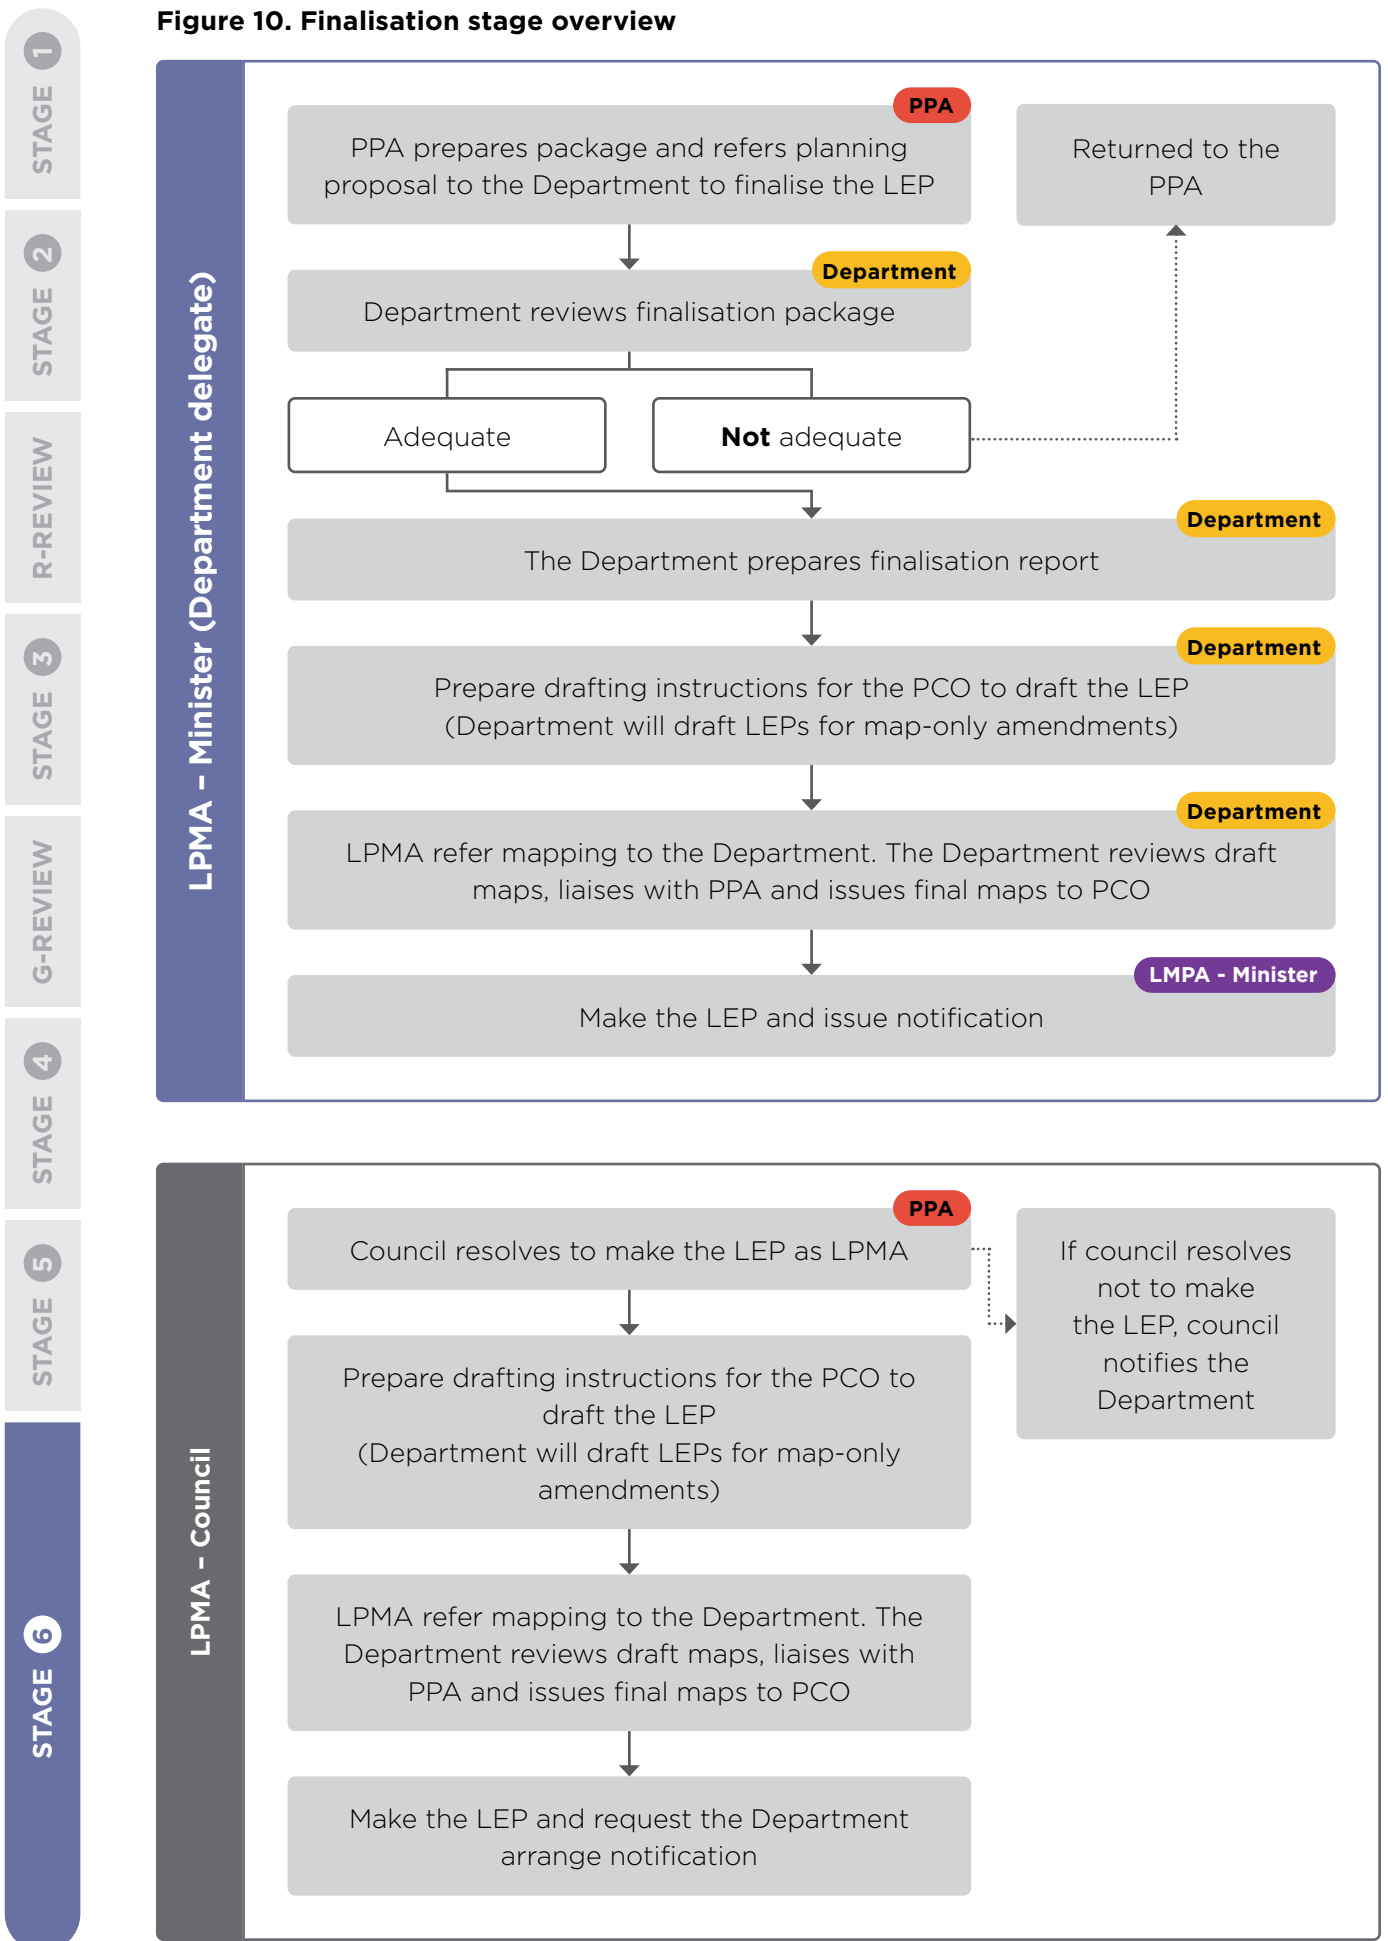 Figure 10. Finalisation stage overview
STAGE 1
STAGE 2
R-REVIEW
STAGE 3
G-REVIEW
STAGE 4
STAGE 5
STAGE 6
LPMA – Minister (Department delegate)
PPA
PPA prepares package and refers planning
proposal to the Department to finalise the LEP
Returned to the
PPA
Department
Department reviews finalisation package
Adequate
Not adequate
Department
The Department prepares finalisation report
Department
Prepare drafting instructions for the PCO to draft the LEP
(Department will draft LEPs for map-only amendments)
Department
LPMA refer mapping to the Department. The Department reviews draft
maps, liaises with PPA and issues final maps to PCO
LMPA - Minister
Make the LEP and issue notification
LPMA – Council
PPA
Council resolves to make the LEP as LPMA
If council resolves
not to make
the LEP, council
notifies the
Department
Prepare drafting instructions for the PCO to
draft the LEP
(Department will draft LEPs for map-only
amendments)
LPMA refer mapping to the Department. The
Department reviews draft maps, liaises with
PPA and issues final maps to PCO
Make the LEP and request the Department
arrange notification